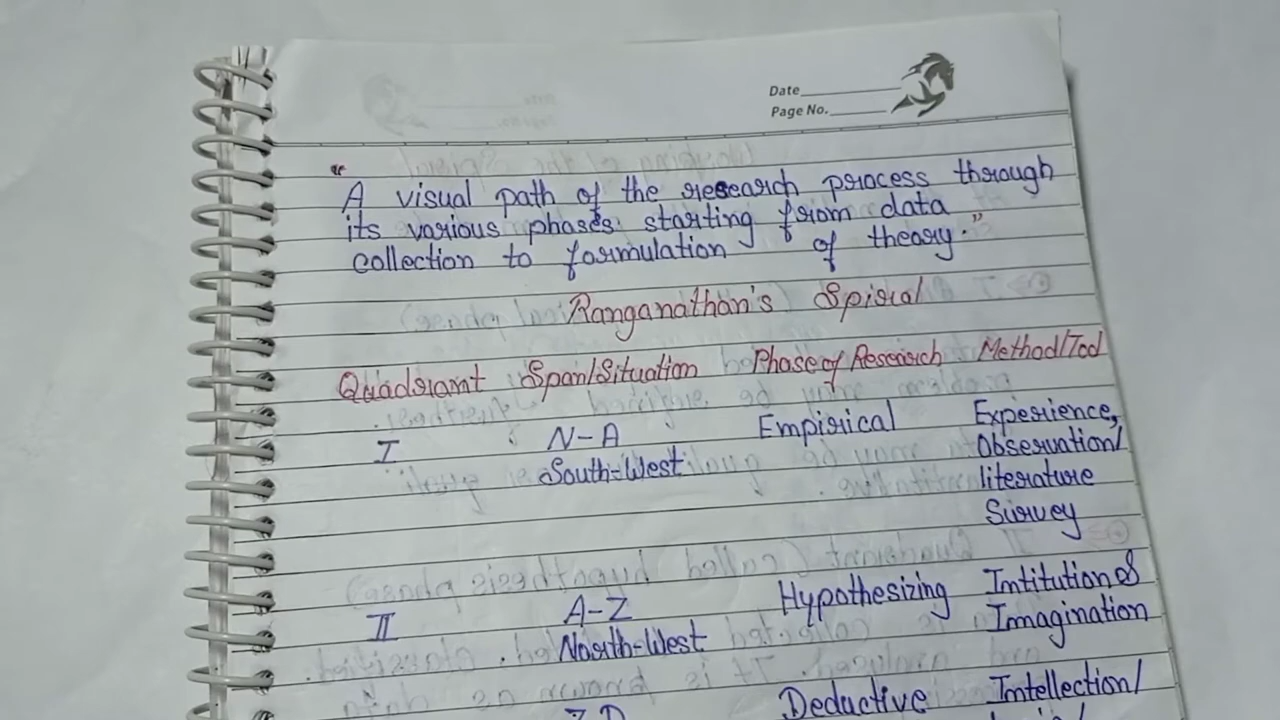 Date
Page No.
" A visual path of the research process through
its various phases starting from data
collection to formulation of theory."
Ranganathan's Spiral
Quadrant Span/Situation Phase of Research Method/Tool
I N-A Empirical Experience,
South-West Observation/
literature
Survey
II A-Z Hypothesizing Intitution &
North-West Imagination
Deductive Intellection/